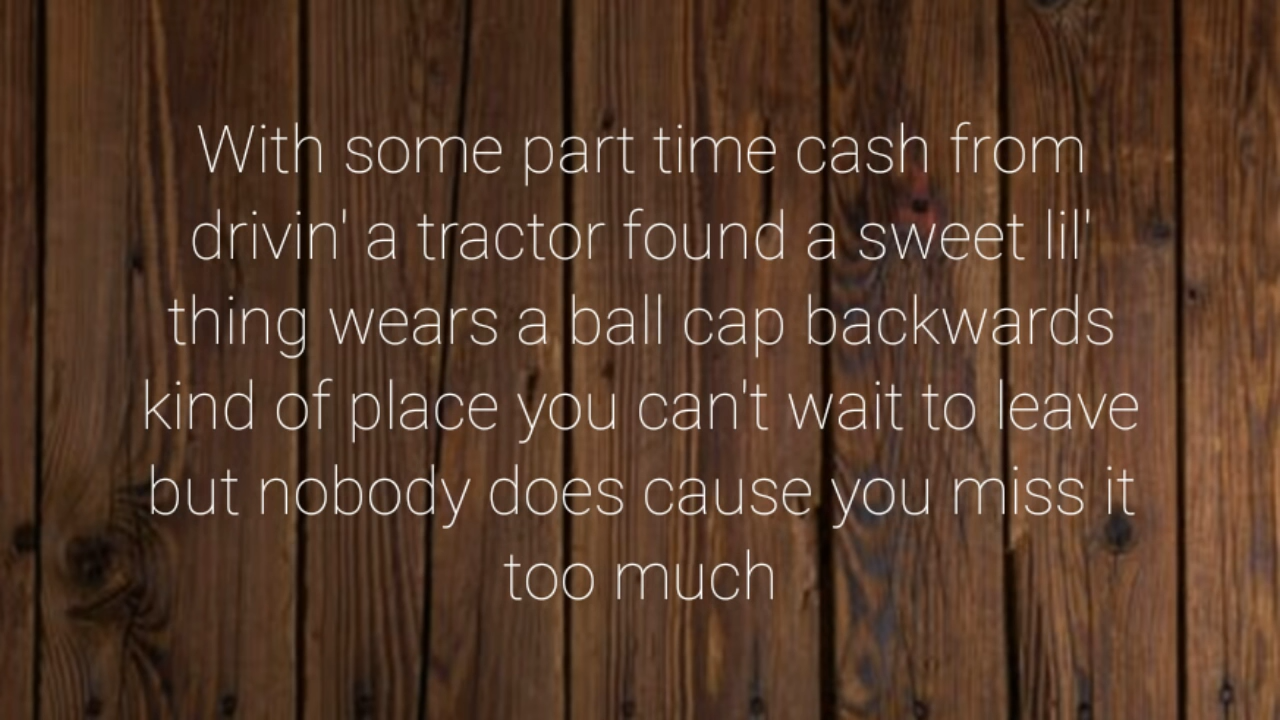 With some part time cash from
drivin' a tractor found a sweet lil'
thing wears a ball cap backwards
kind of place you can't wait to leave
but nobody does cause you miss it
too much